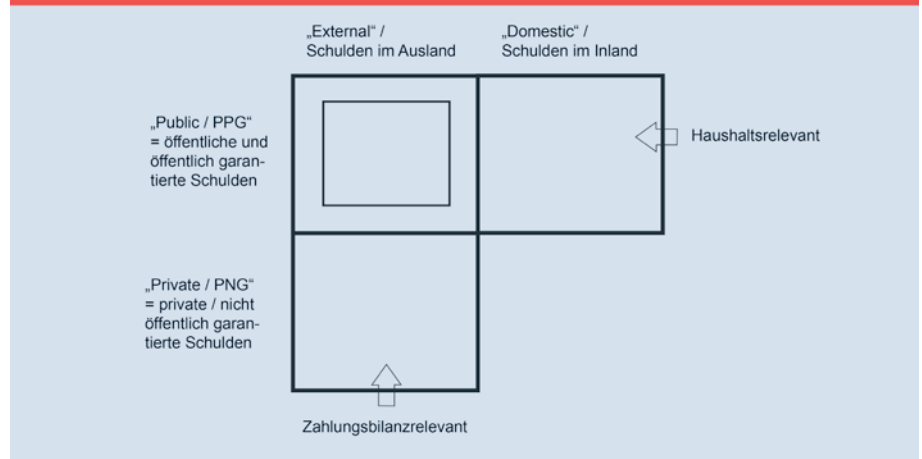 „External“ /
Schulden im Ausland
„Domestic“ /
Schulden im Inland
„Public / PPG“
= öffentliche und
öffentlich garan-
tierte Schulden
Haushaltsrelevant
„Private / PNG“
= private / nicht
öffentlich garan-
tierte Schulden
Zahlungsbilanzrelevant